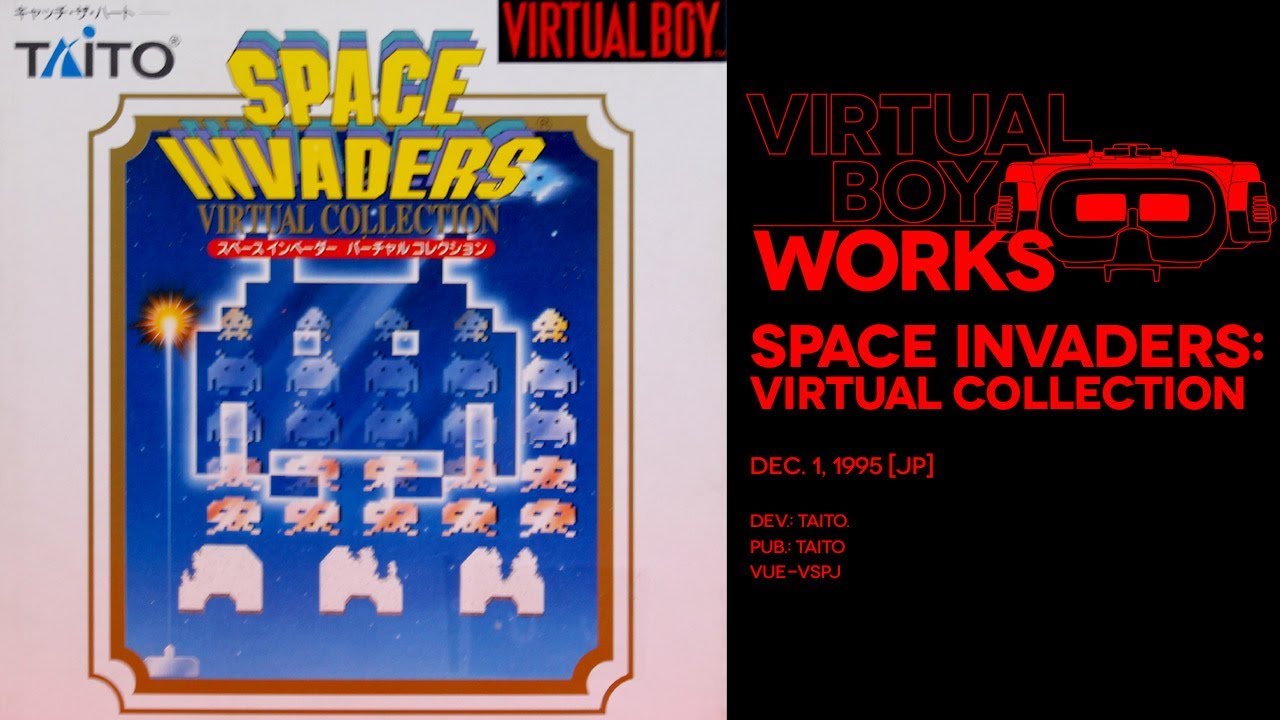 キャッチ・ザ・ハート
TAITO®
VIRTUAL BOY
SPACE
INVADERS
VIRTUAL COLLECTION
スペースインベーダー バーチャルコレクション
VIRTUAL
BOY
WORKS
SPACE INVADERS:
VIRTUAL COLLECTION
DEC. 1, 1995 [JP]
DEV.: TAITO.
PUB.: TAITO
VUE-VSPJ